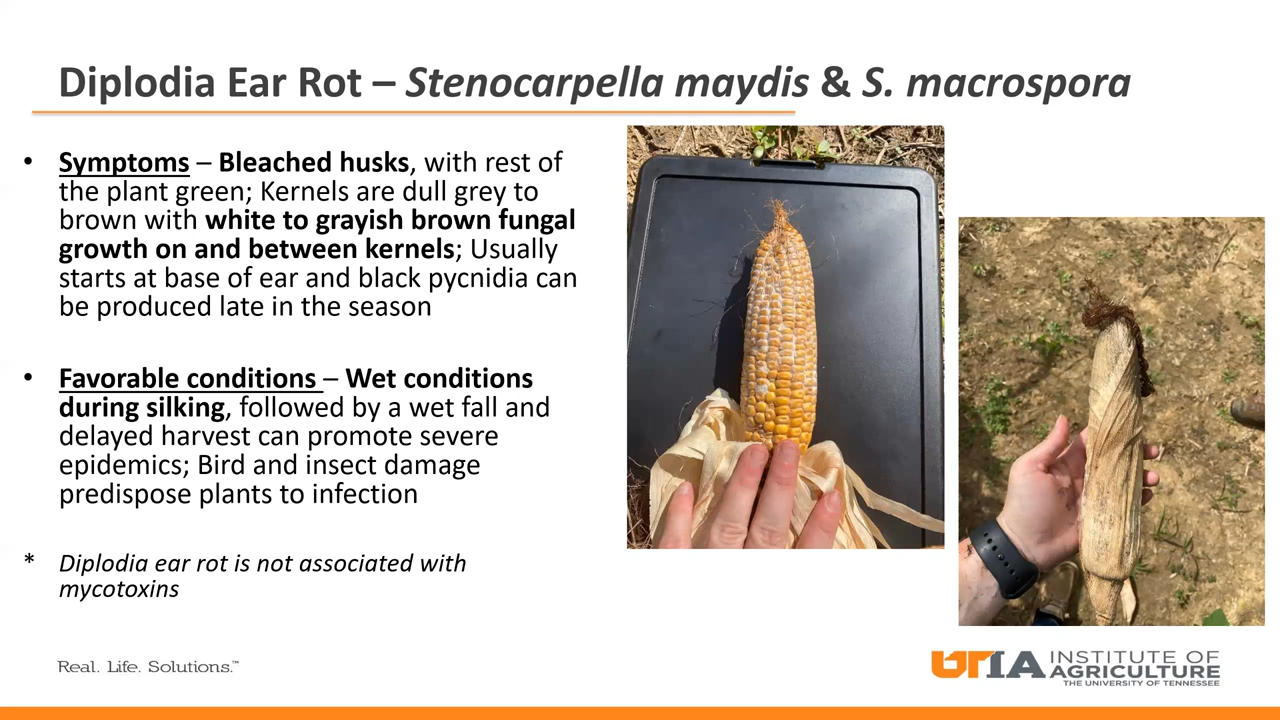 Diplodia Ear Rot – Stenocarpella maydis & S. macrospora
• Symptoms – Bleached husks, with rest of
the plant green; Kernels are dull grey to
brown with white to grayish brown fungal
growth on and between kernels; Usually
starts at base of ear and black pycnidia can
be produced late in the season
• Favorable conditions – Wet conditions
during silking, followed by a wet fall and
delayed harvest can promote severe
epidemics; Bird and insect damage
predispose plants to infection
* Diplodia ear rot is not associated with
mycotoxins
Real. Life. Solutions.™
UTIA INSTITUTE OF
AGRICULTURE
THE UNIVERSITY OF TENNESSEE